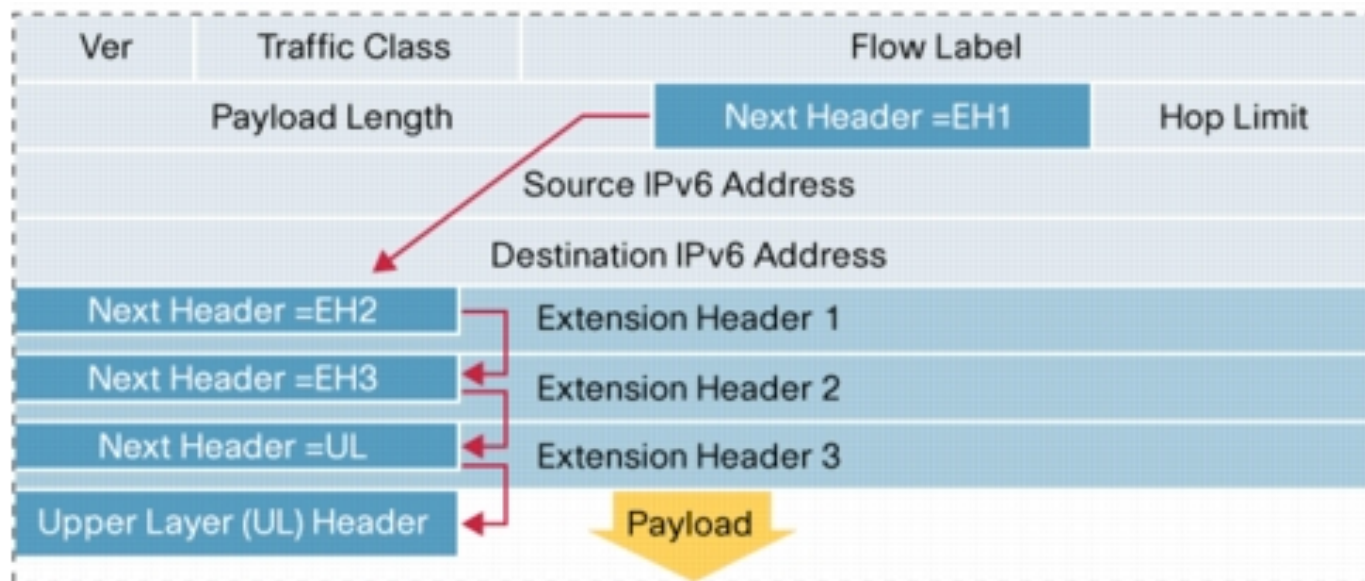 Ver Traffic Class Flow Label
Payload Length Next Header =EH1 Hop Limit
Source IPv6 Address
Destination IPv6 Address
Next Header =EH2 Extension Header 1
Next Header =EH3 Extension Header 2
Next Header =UL Extension Header 3
Upper Layer (UL) Header Payload